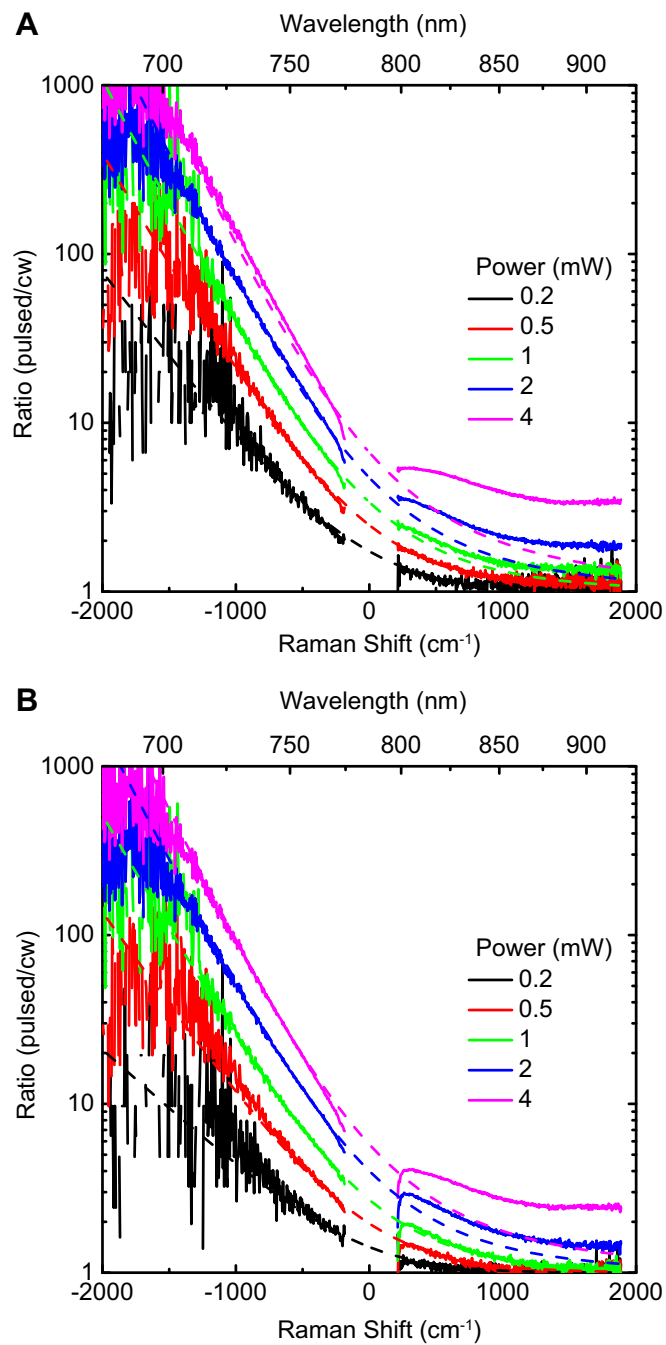 A
Wavelength (nm)
700 750 800 850 900
1000
100
10
1
Ratio (pulsed/cw)
Power (mW)
0.2
0.5
1
2
4
-2000 -1000 0 1000 2000
Raman Shift (cm⁻¹)
B
Wavelength (nm)
700 750 800 850 900
1000
100
10
1
Ratio (pulsed/cw)
Power (mW)
0.2
0.5
1
2
4
-2000 -1000 0 1000 2000
Raman Shift (cm⁻¹)